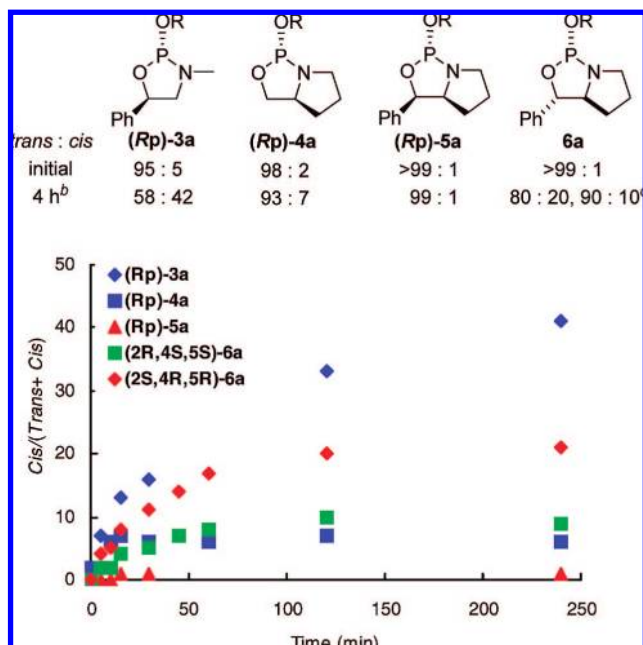 OR OR OR OR
P P P P
O N O N O N O N
Ph Ph Ph
trans : cis (Rp)-3a (Rp)-4a (Rp)-5a 6a
initial 95 : 5 98 : 2 >99 : 1 >99 : 1
4 h^b 58 : 42 93 : 7 99 : 1 80 : 20, 90 : 10
50
40
30
20
10
0
Cis/(Trans+ Cis)
(Rp)-3a
(Rp)-4a
(Rp)-5a
(2R,4S,5S)-6a
(2S,4R,5R)-6a
0 50 100 150 200 250
Time (min)